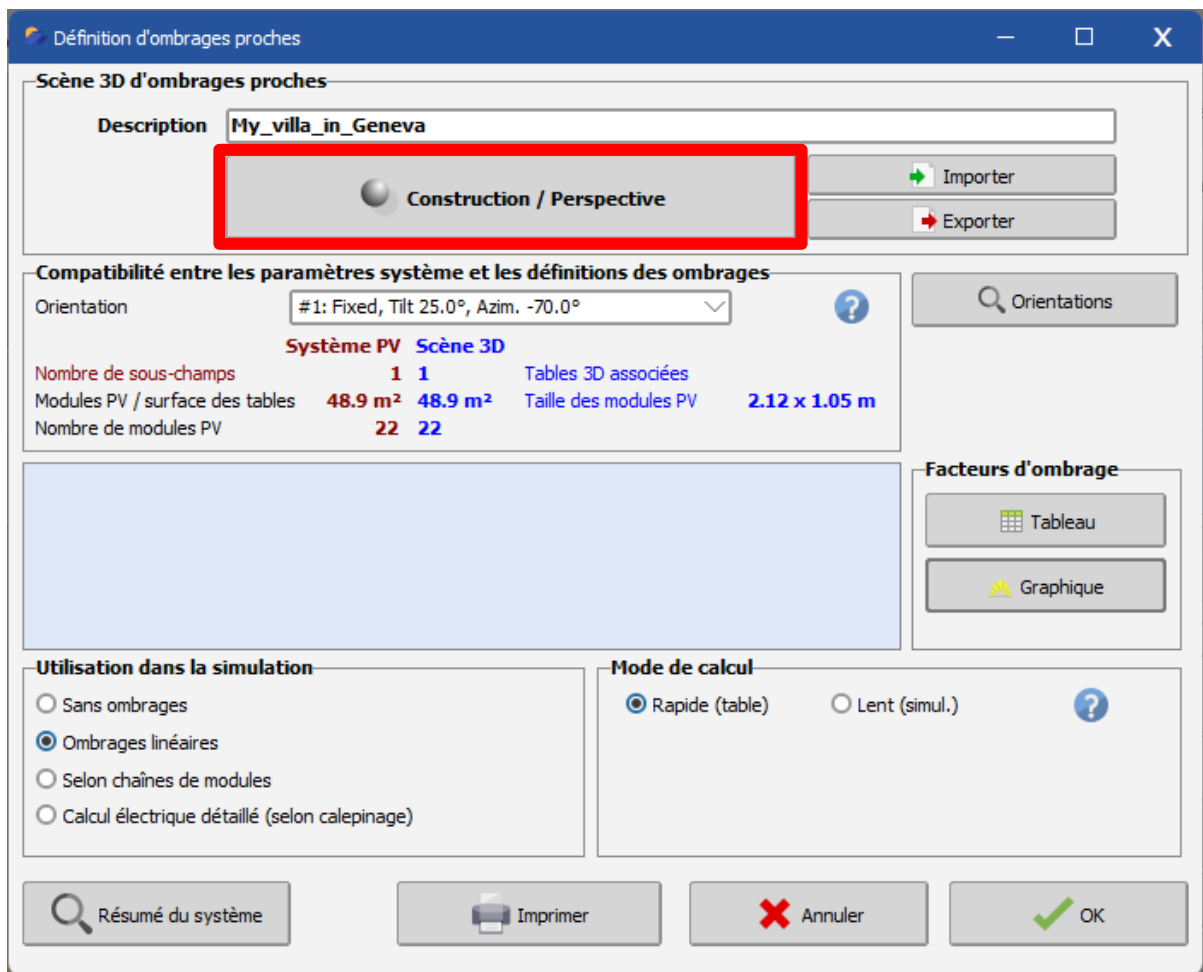 Définition d'ombrages proches
Scène 3D d'ombrages proches
Description My_villa_in_Geneva
Construction / Perspective
Importer
Exporter
Compatibilité entre les paramètres système et les définitions des ombrages
Orientation #1: Fixed, Tilt 25.0°, Azim. -70.0° ?
Orientations
Système PV Scène 3D
Nombre de sous-champs 1 1 Tables 3D associées
Modules PV / surface des tables 48.9 m² 48.9 m² Taille des modules PV 2.12 x 1.05 m
Nombre de modules PV 22 22
Facteurs d'ombrage
Tableau
Graphique
Utilisation dans la simulation
Sans ombrages
Ombrages linéaires
Selon chaînes de modules
Calcul électrique détaillé (selon calepinage)
Mode de calcul
Rapide (table) Lent (simul.) ?
Résumé du système Imprimer Annuler OK